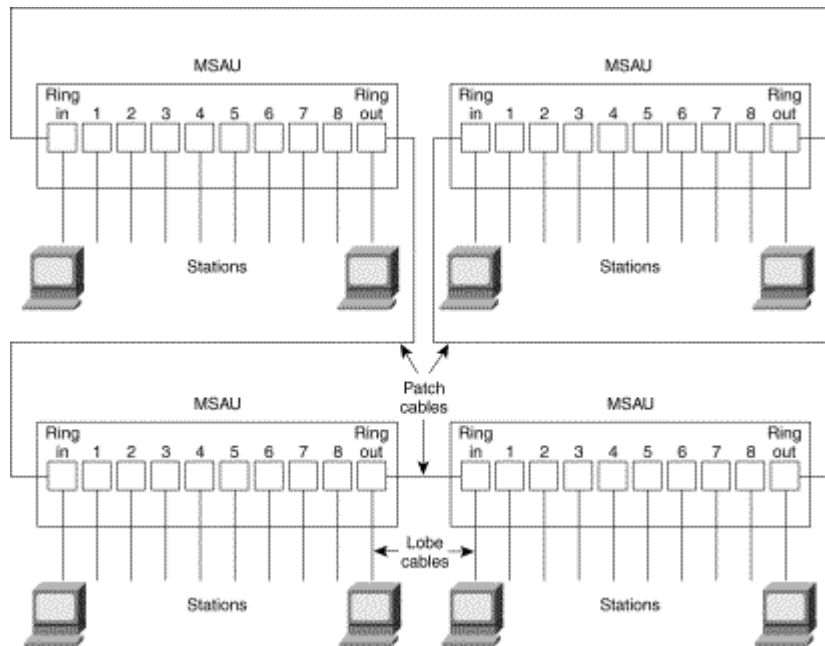 MSAU
Ring in 1 2 3 4 5 6 7 8 Ring out
Stations
MSAU
Ring in 1 2 3 4 5 6 7 8 Ring out
Stations
Patch cables
MSAU
Ring in 1 2 3 4 5 6 7 8 Ring out
Stations
Lobe cables
MSAU
Ring in 1 2 3 4 5 6 7 8 Ring out
Stations